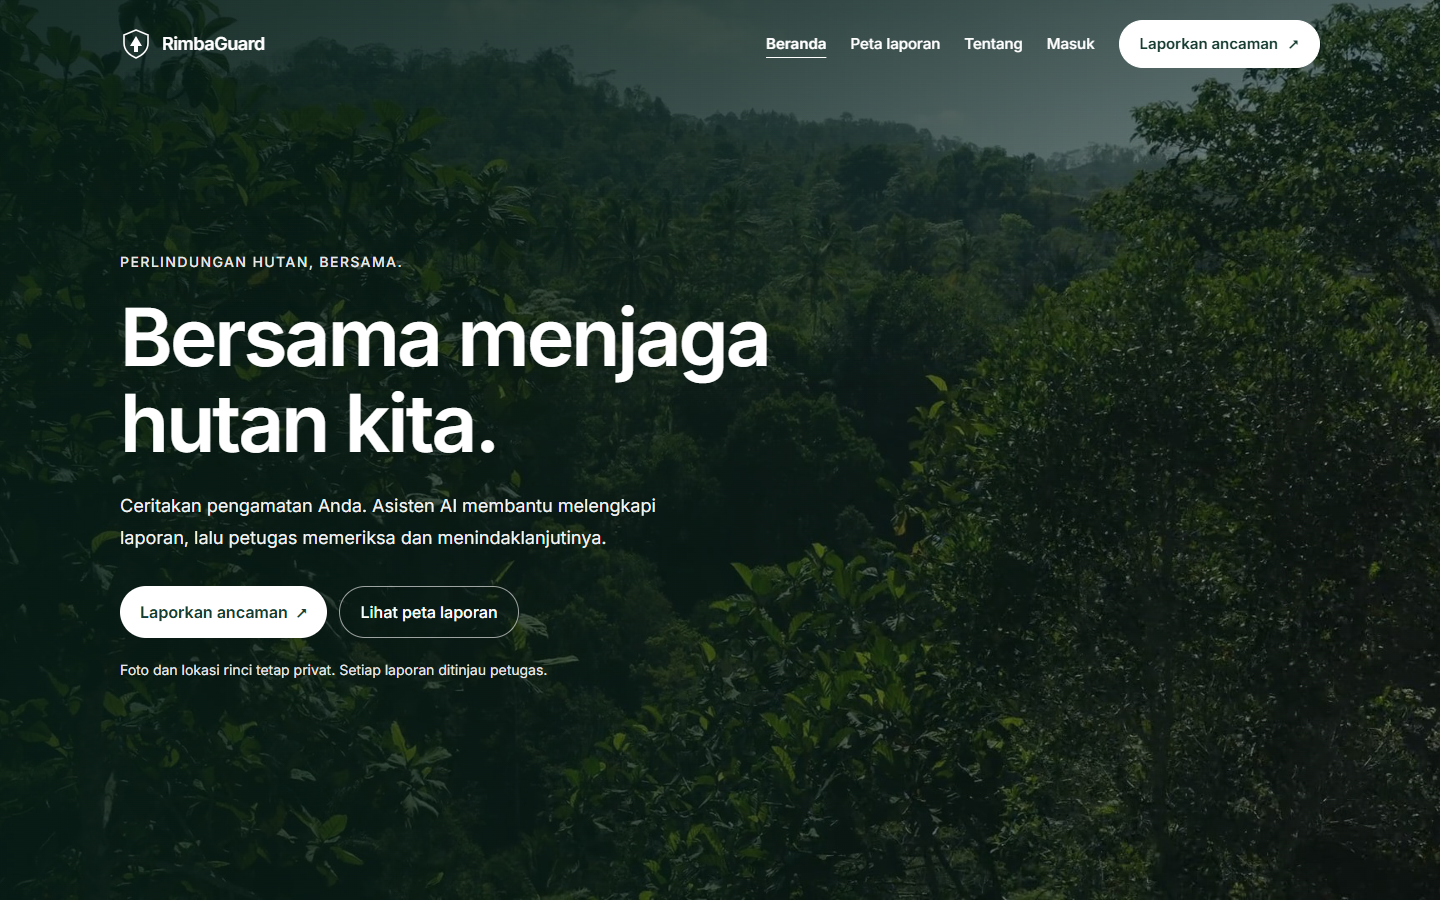 RimbaGuard
Beranda
Peta laporan
Tentang
Masuk
Laporkan ancaman ↗
PERLINDUNGAN HUTAN, BERSAMA.
Bersama menjaga
hutan kita.
Ceritakan pengamatan Anda. Asisten AI membantu melengkapi
laporan, lalu petugas memeriksa dan menindaklanjutinya.
Laporkan ancaman ↗
Lihat peta laporan
Foto dan lokasi rinci tetap privat. Setiap laporan ditinjau petugas.